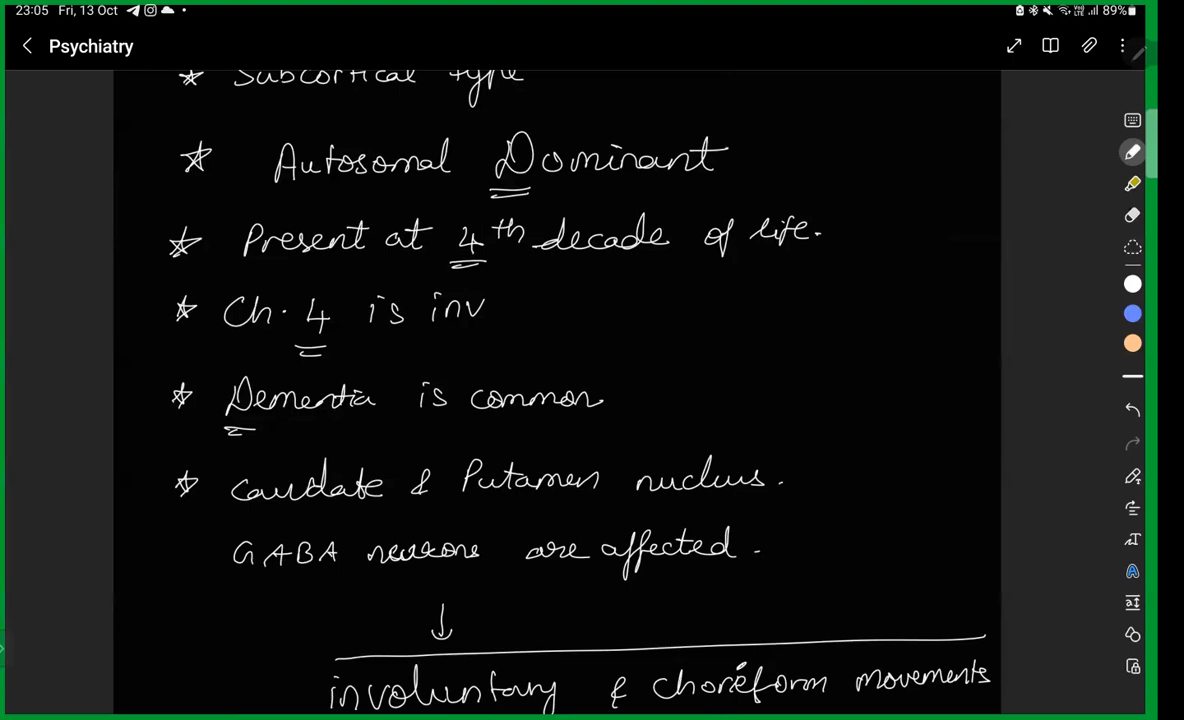 23:05 Fri, 13 Oct
89%
Psychiatry
* Subcortical type
* Autosomal Dominant
* Present at 4th decade of life.
* Ch. 4 is inv
* Dementia is common
* Caudate & Putamen nucleus.
GABA neurons are affected.
↓
involuntary & choreform movements